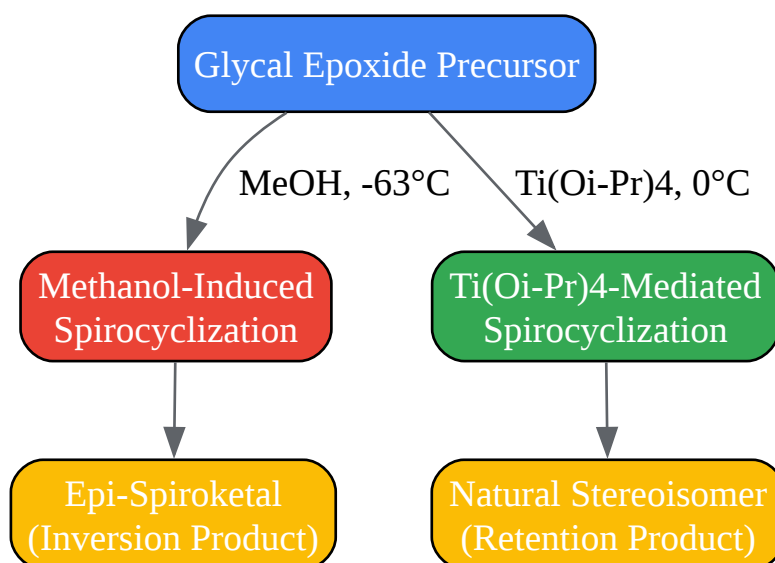 Glycal Epoxide Precursor
MeOH, -63°C
Ti(Oi-Pr)4, 0°C
Methanol-Induced
Spirocyclization
Ti(Oi-Pr)4-Mediated
Spirocyclization
Epi-Spiroketal
(Inversion Product)
Natural Stereoisomer
(Retention Product)